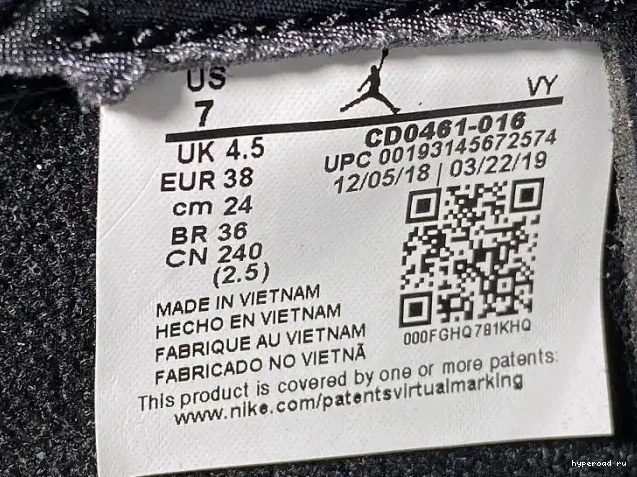 US
7
VY
UK 4.5
EUR 38
cm 24
BR 36
CN 240
(2.5)
CD0461-016
UPC 00193145672574
12/05/18 | 03/22/19
000FGHQ781KHQ
MADE IN VIETNAM
HECHO EN VIETNAM
FABRIQUE AU VIETNAM
FABRICADO NO VIETNÃ
This product is covered by one or more patents:
www.nike.com/patentsvirtualmarking
hyperoad.ru